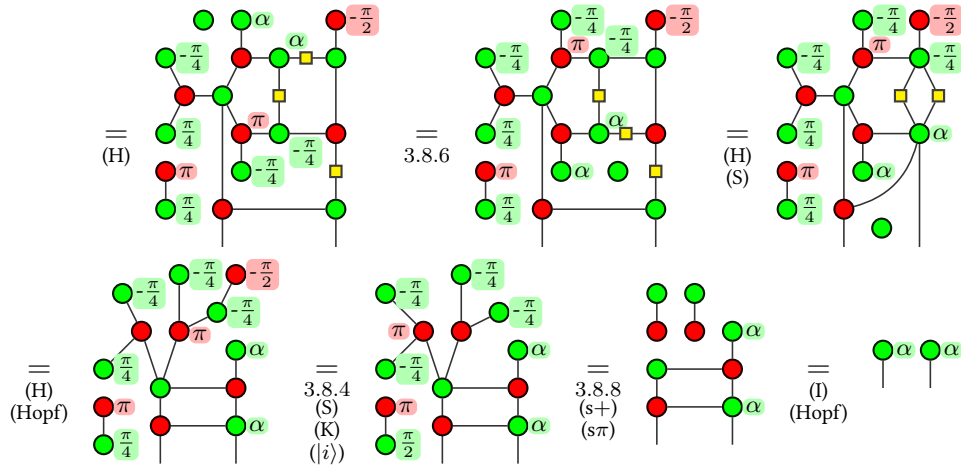 =
(H)
α
-π/2
α
-π/4
π
π/4
-π/4
-π/4
π
π/4
=
3.8.6
-π/4
-π/2
π
-π/4
-π/4
π/4
α
π
α
π/4
=
(H)
(S)
-π/4
-π/2
π
-π/4
-π/4
π/4
α
π
α
π/4
=
(H)
(Hopf)
-π/4
-π/2
-π/4
-π/4
π
α
π/4
π
α
π/4
=
3.8.4
(S)
(K)
(|i⟩)
-π/4
-π/4
-π/4
π
α
-π/4
π
α
π/2
=
3.8.8
(s+)
(sπ)
α
α
=
(I)
(Hopf)
α α